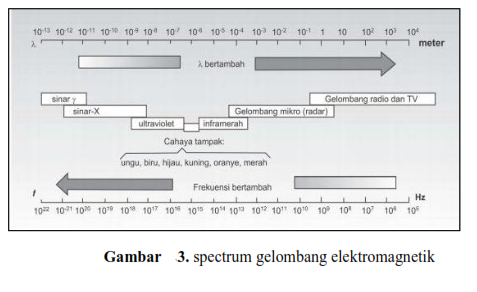 10⁻¹³ 10⁻¹² 10⁻¹¹ 10⁻¹⁰ 10⁻⁹ 10⁻⁸ 10⁻⁷ 10⁻⁶ 10⁻⁵ 10⁻⁴ 10⁻³ 10⁻² 10⁻¹ 1 10 10² 10³ 10⁴
λ meter
λ bertambah
sinar γ Gelombang radio dan TV
sinar-X Gelombang mikro (radar)
ultraviolet inframerah
Cahaya tampak:
ungu, biru, hijau, kuning, oranye, merah
Frekuensi bertambah
f Hz
10²² 10⁻²¹ 10²⁰ 10¹⁹ 10¹⁸ 10¹⁷ 10¹⁶ 10¹⁵ 10¹⁴ 10¹³ 10¹² 10¹¹ 10¹⁰ 10⁹ 10⁸ 10⁷ 10⁶ 10⁵
Gambar 3. spectrum gelombang elektromagnetik